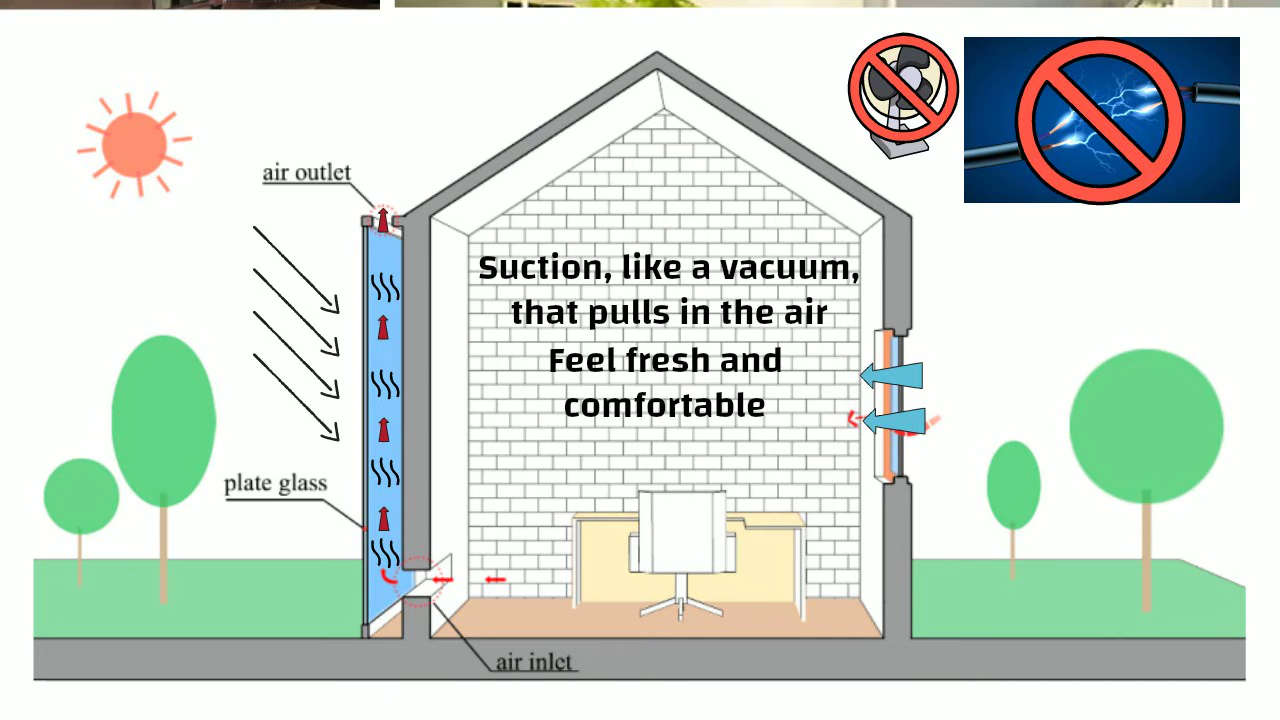 air outlet
Suction, like a vacuum,
that pulls in the air
Feel fresh and
comfortable
plate glass
air inlet